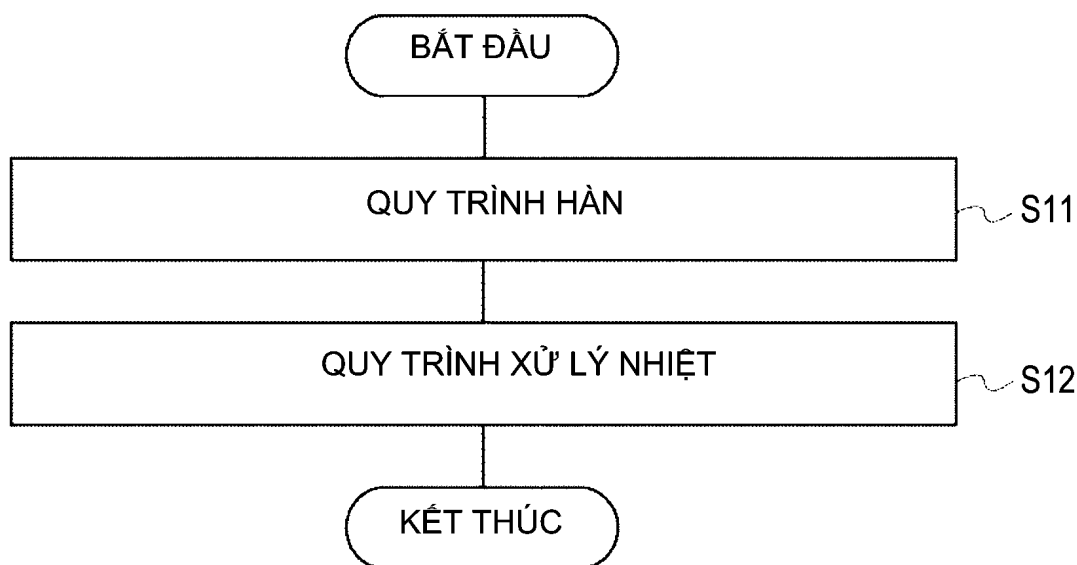 BẮT ĐẦU
QUY TRÌNH HÀN
S11
QUY TRÌNH XỬ LÝ NHIỆT
S12
KẾT THÚC